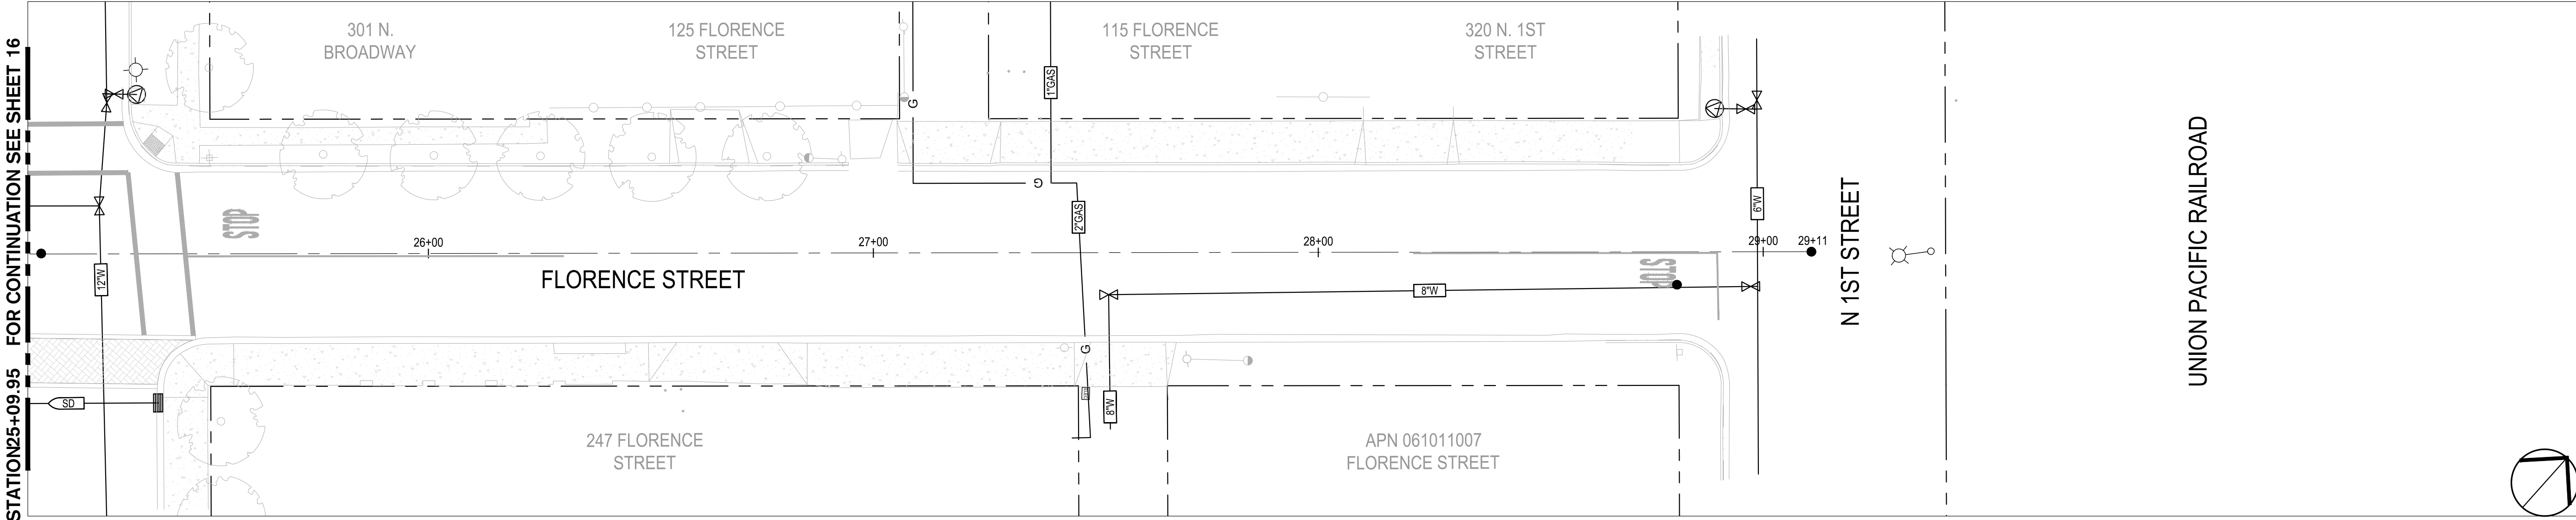 STATION25+09.95 FOR CONTINUATION SEE SHEET 16
301 N.
BROADWAY
125 FLORENCE
STREET
115 FLORENCE
STREET
320 N. 1ST
STREET
1"GAS
G
G
2"GAS
G
STOP
26+00
27+00
28+00
29+00
29+11
FLORENCE STREET
12"W
6"W
8"W
8"W
STOP
N 1ST STREET
UNION PACIFIC RAILROAD
SD
247 FLORENCE
STREET
APN 061011007
FLORENCE STREET